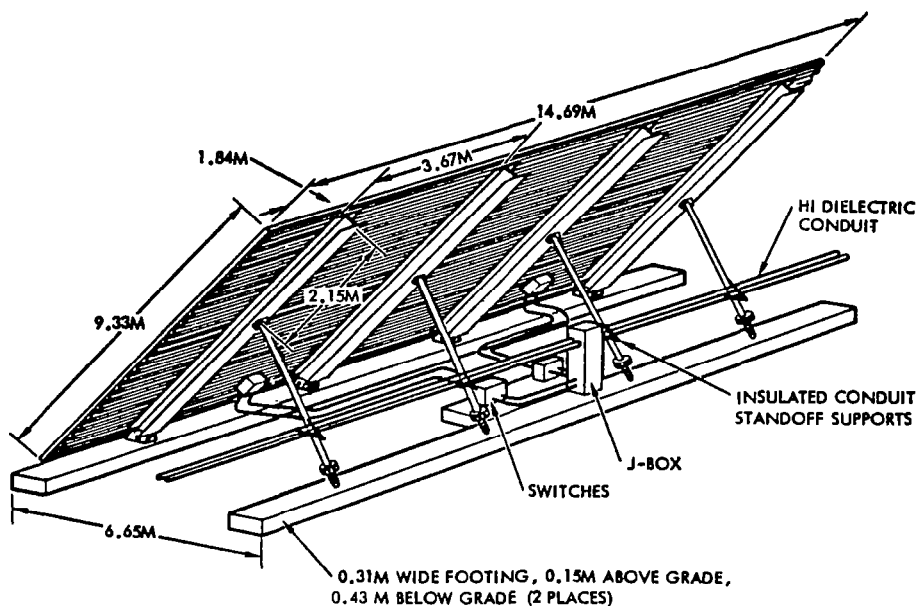 14.69M
1.84M
3.67M
HI DIELECTRIC
CONDUIT
2.15M
9.33M
INSULATED CONDUIT
STANDOFF SUPPORTS
J-BOX
SWITCHES
6.65M
0.31M WIDE FOOTING, 0.15M ABOVE GRADE,
0.43 M BELOW GRADE (2 PLACES)